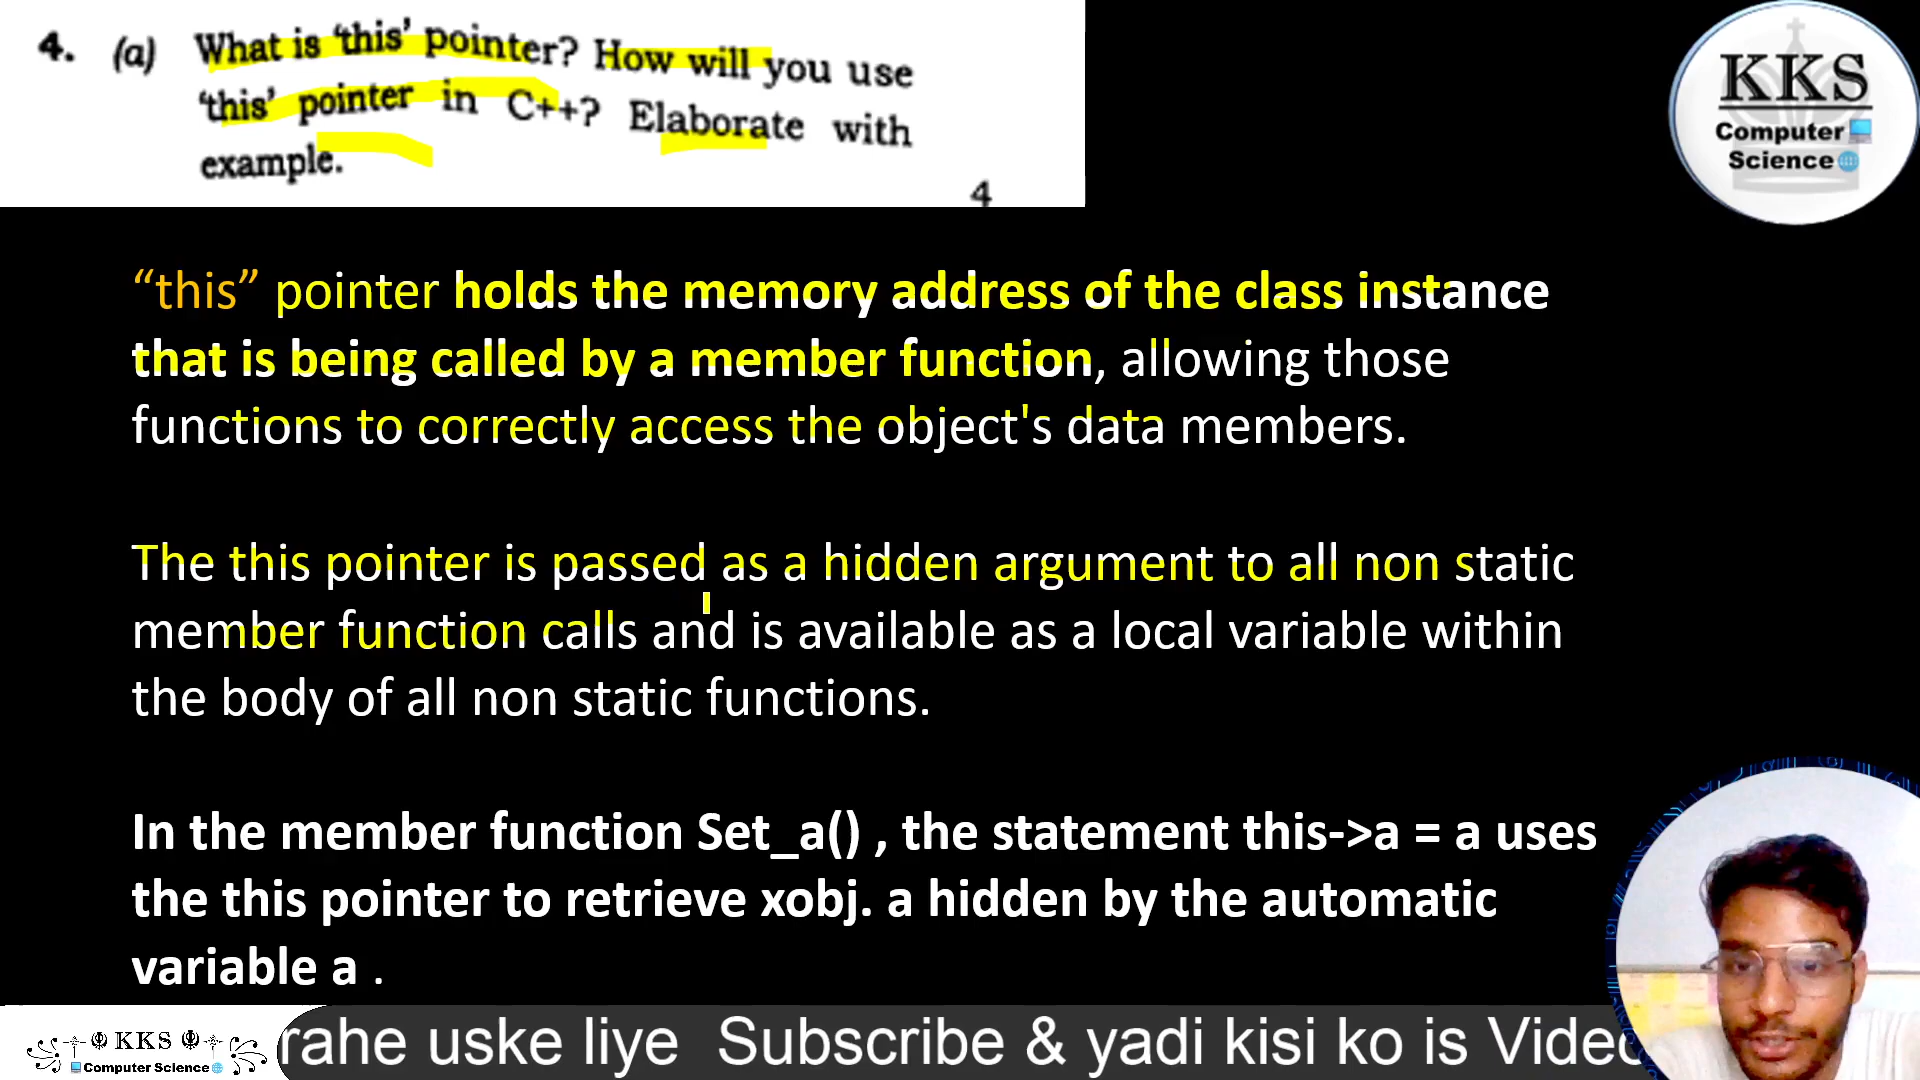 4. (a) What is 'this' pointer? How will you use
'this' pointer in C++? Elaborate with
example.
4
KKS
Computer
Science
“this” pointer holds the memory address of the class instance
that is being called by a member function, allowing those
functions to correctly access the object's data members.
The this pointer is passed as a hidden argument to all non static
member function calls and is available as a local variable within
the body of all non static functions.
In the member function Set_a() , the statement this->a = a uses
the this pointer to retrieve xobj. a hidden by the automatic
variable a .
KKS
Computer Science
rahe uske liye Subscribe & yadi kisi ko is Video